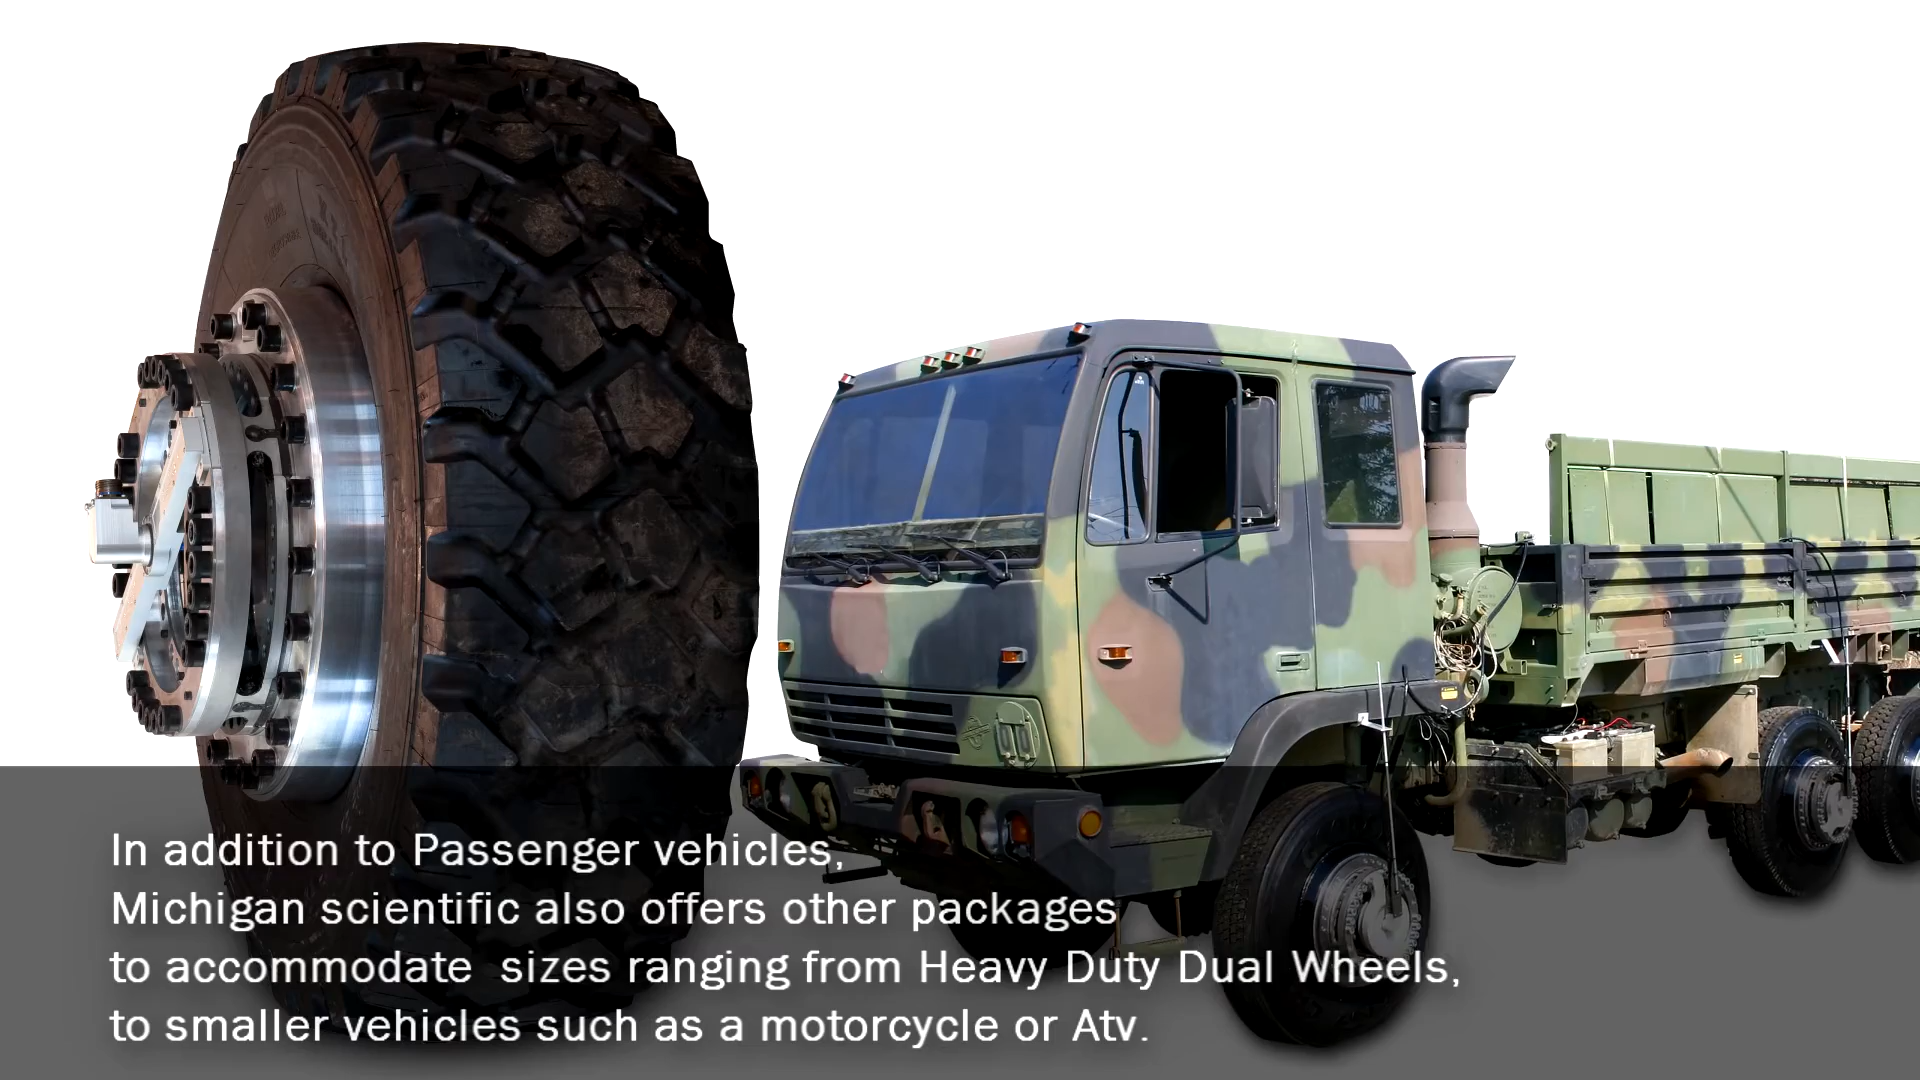 In addition to Passenger vehicles,
Michigan scientific also offers other packages
to accommodate  sizes ranging from Heavy Duty Dual Wheels,
to smaller vehicles such as a motorcycle or Atv.